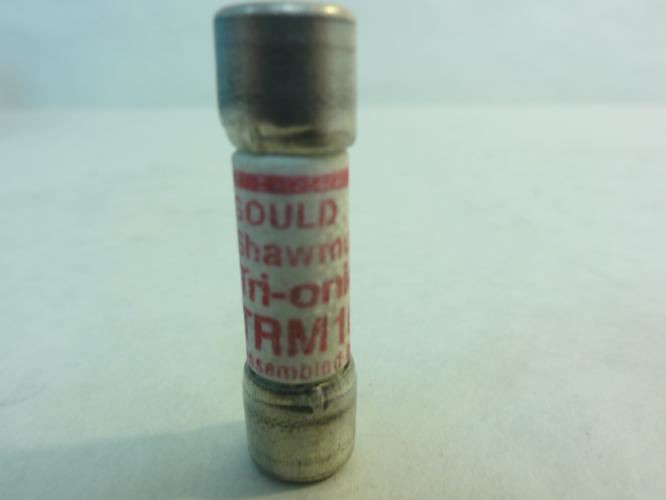 GOULD
Shawmu
Tri-oni
TRM1
Assembled